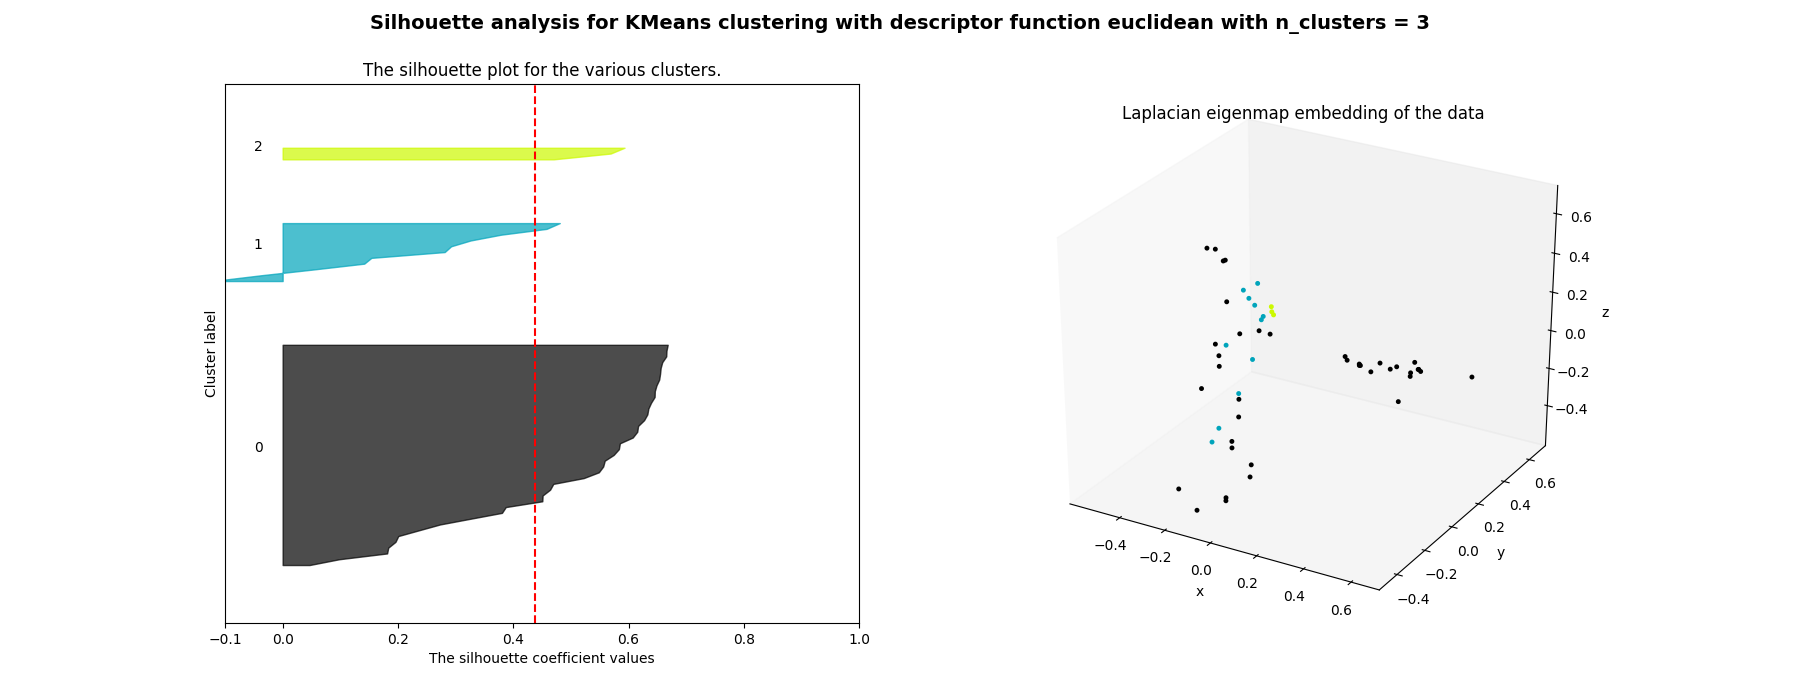 Silhouette analysis for KMeans clustering with descriptor function euclidean with n_clusters = 3
The silhouette plot for the various clusters.
2
1
0
Cluster label
−0.1 0.0 0.2 0.4 0.6 0.8 1.0
The silhouette coefficient values
Laplacian eigenmap embedding of the data
0.6
0.4
0.2
0.0
−0.2
−0.4
z
0.6
0.4
0.2
0.0
−0.2
−0.4
y
−0.4
−0.2
0.0
0.2
0.4
0.6
x